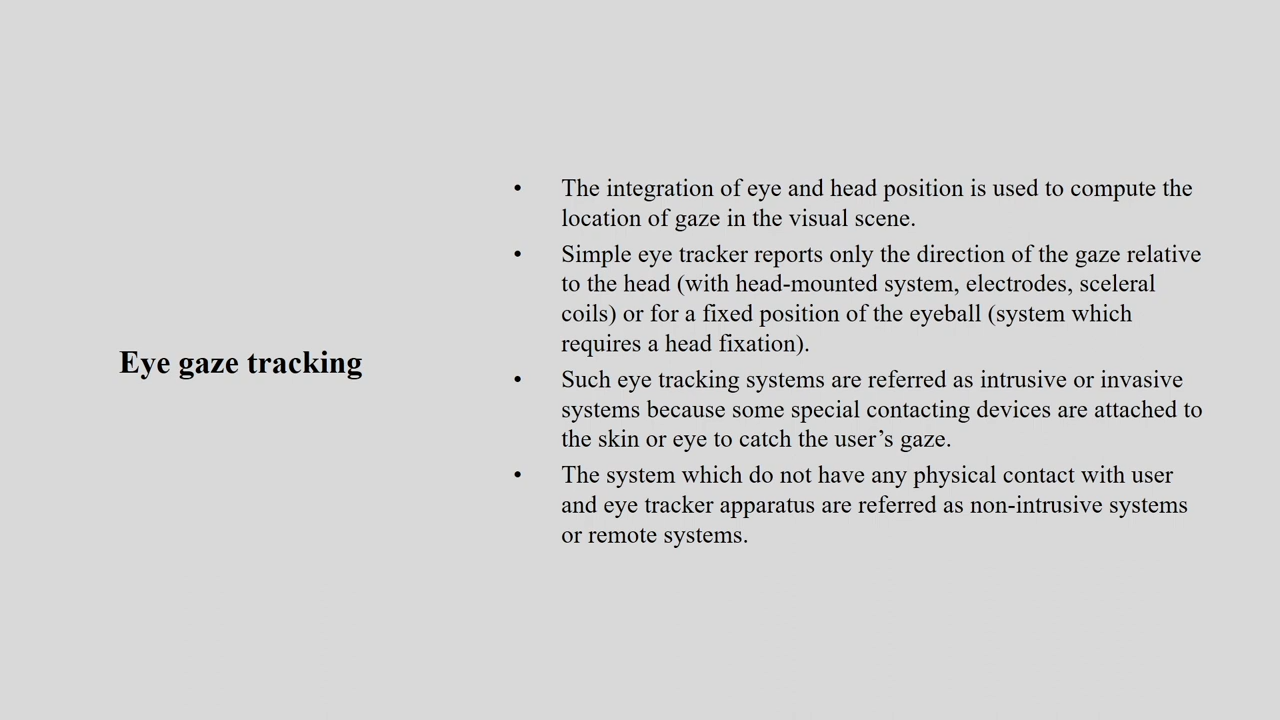 Eye gaze tracking
• The integration of eye and head position is used to compute the
location of gaze in the visual scene.
• Simple eye tracker reports only the direction of the gaze relative
to the head (with head-mounted system, electrodes, sceleral
coils) or for a fixed position of the eyeball (system which
requires a head fixation).
• Such eye tracking systems are referred as intrusive or invasive
systems because some special contacting devices are attached to
the skin or eye to catch the user’s gaze.
• The system which do not have any physical contact with user
and eye tracker apparatus are referred as non-intrusive systems
or remote systems.